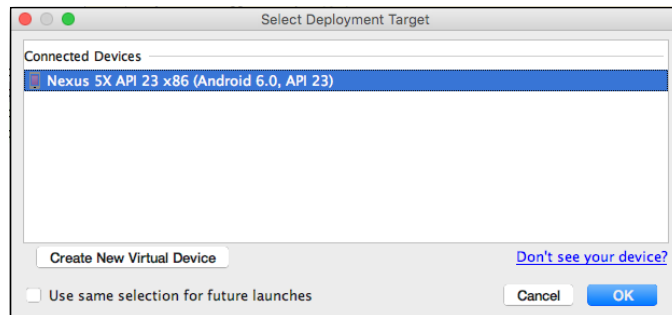 Select Deployment Target
Connected Devices
Nexus 5X API 23 x86 (Android 6.0, API 23)
Create New Virtual Device
Don't see your device?
Use same selection for future launches
Cancel
OK